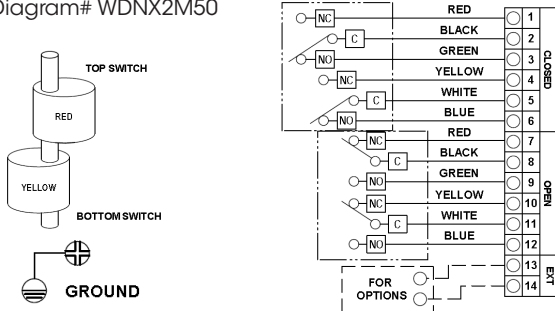 Diagram# WDNX2M50
TOP SWITCH
RED
YELLOW
BOTTOM SWITCH
GROUND
NC RED 1
C BLACK 2
NO GREEN 3
NC YELLOW 4
C WHITE 5
NO BLUE 6
CLOSED
NC RED 7
C BLACK 8
NO GREEN 9
NC YELLOW 10
C WHITE 11
NO BLUE 12
OPEN
13
14
EXT
FOR
OPTIONS